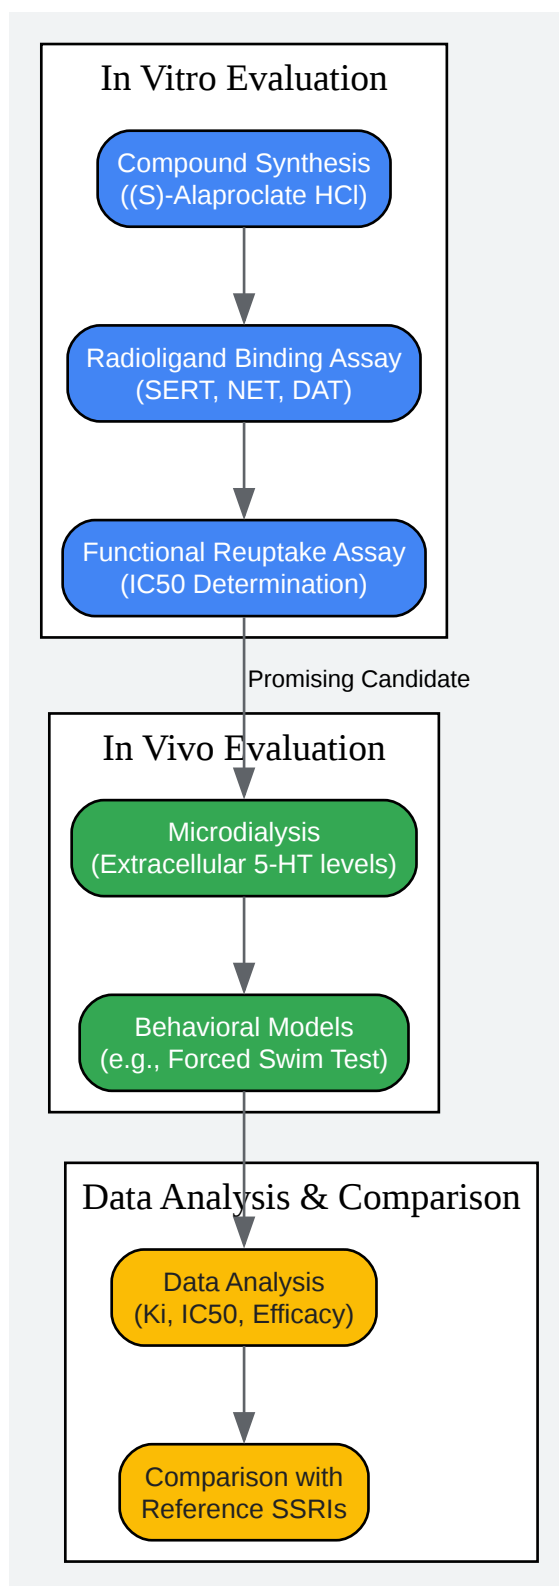 In Vitro Evaluation
Compound Synthesis
((S)-Alaproclate HCl)
Radioligand Binding Assay
(SERT, NET, DAT)
Functional Reuptake Assay
(IC50 Determination)
Promising Candidate
In Vivo Evaluation
Microdialysis
(Extracellular 5-HT levels)
Behavioral Models
(e.g., Forced Swim Test)
Data Analysis & Comparison
Data Analysis
(Ki, IC50, Efficacy)
Comparison with
Reference SSRIs